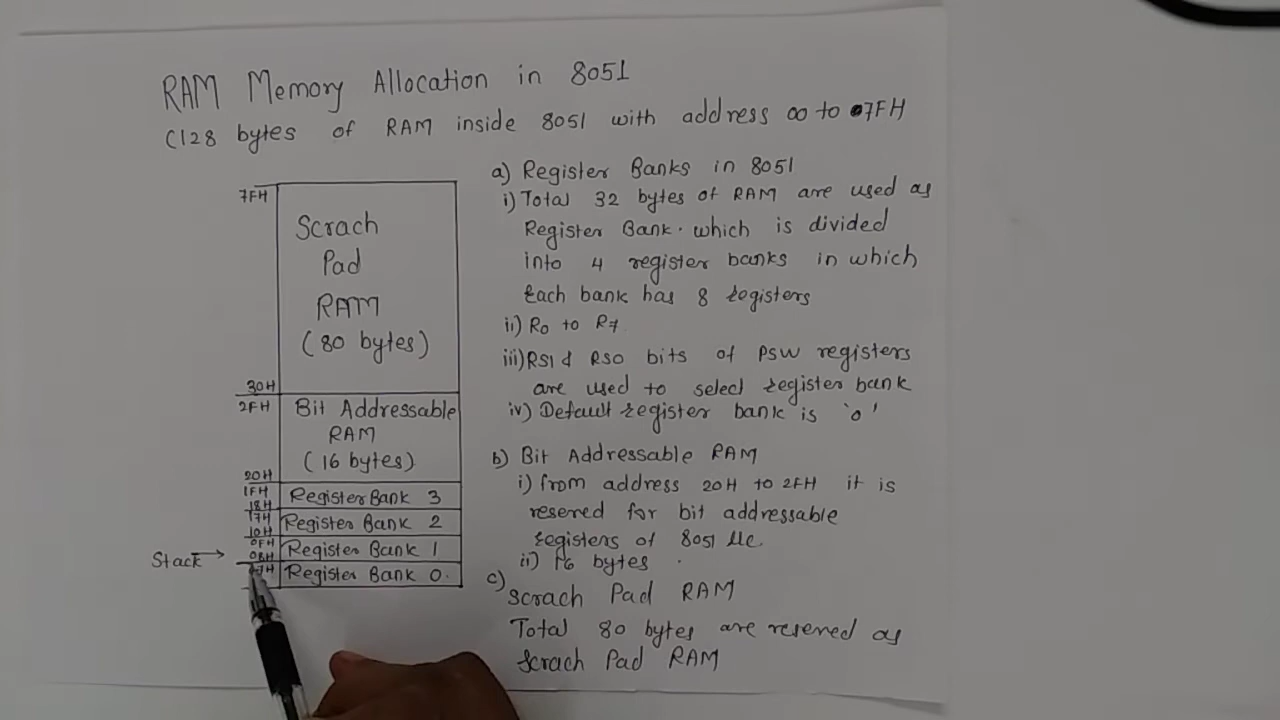 RAM Memory Allocation in 8051
(128 bytes of RAM inside 8051 with address 00 to 07FH
7FH
Scrach
Pad
RAM
(80 bytes)
30H
2FH
Bit Addressable
RAM
(16 bytes)
20H
1FH
Register Bank 3
18H
17H
Register Bank 2
10H
0FH
Register Bank 1
Stack
08H
07H
Register Bank 0.
a) Register Banks in 8051
i) Total 32 bytes of RAM are used as
Register Bank. which is divided
into 4 register banks in which
Each bank has 8 registers
ii) R0 to R7
iii) RS1 & RS0 bits of PSW registers
are used to select register bank
iv) Default register bank is '0'
b) Bit Addressable RAM
i) from address 20H to 2FH it is
reserved for bit addressable
registers of 8051 uc.
ii) 16 bytes
c)
Scrach Pad RAM
Total 80 bytes are reserved as
Scrach Pad RAM